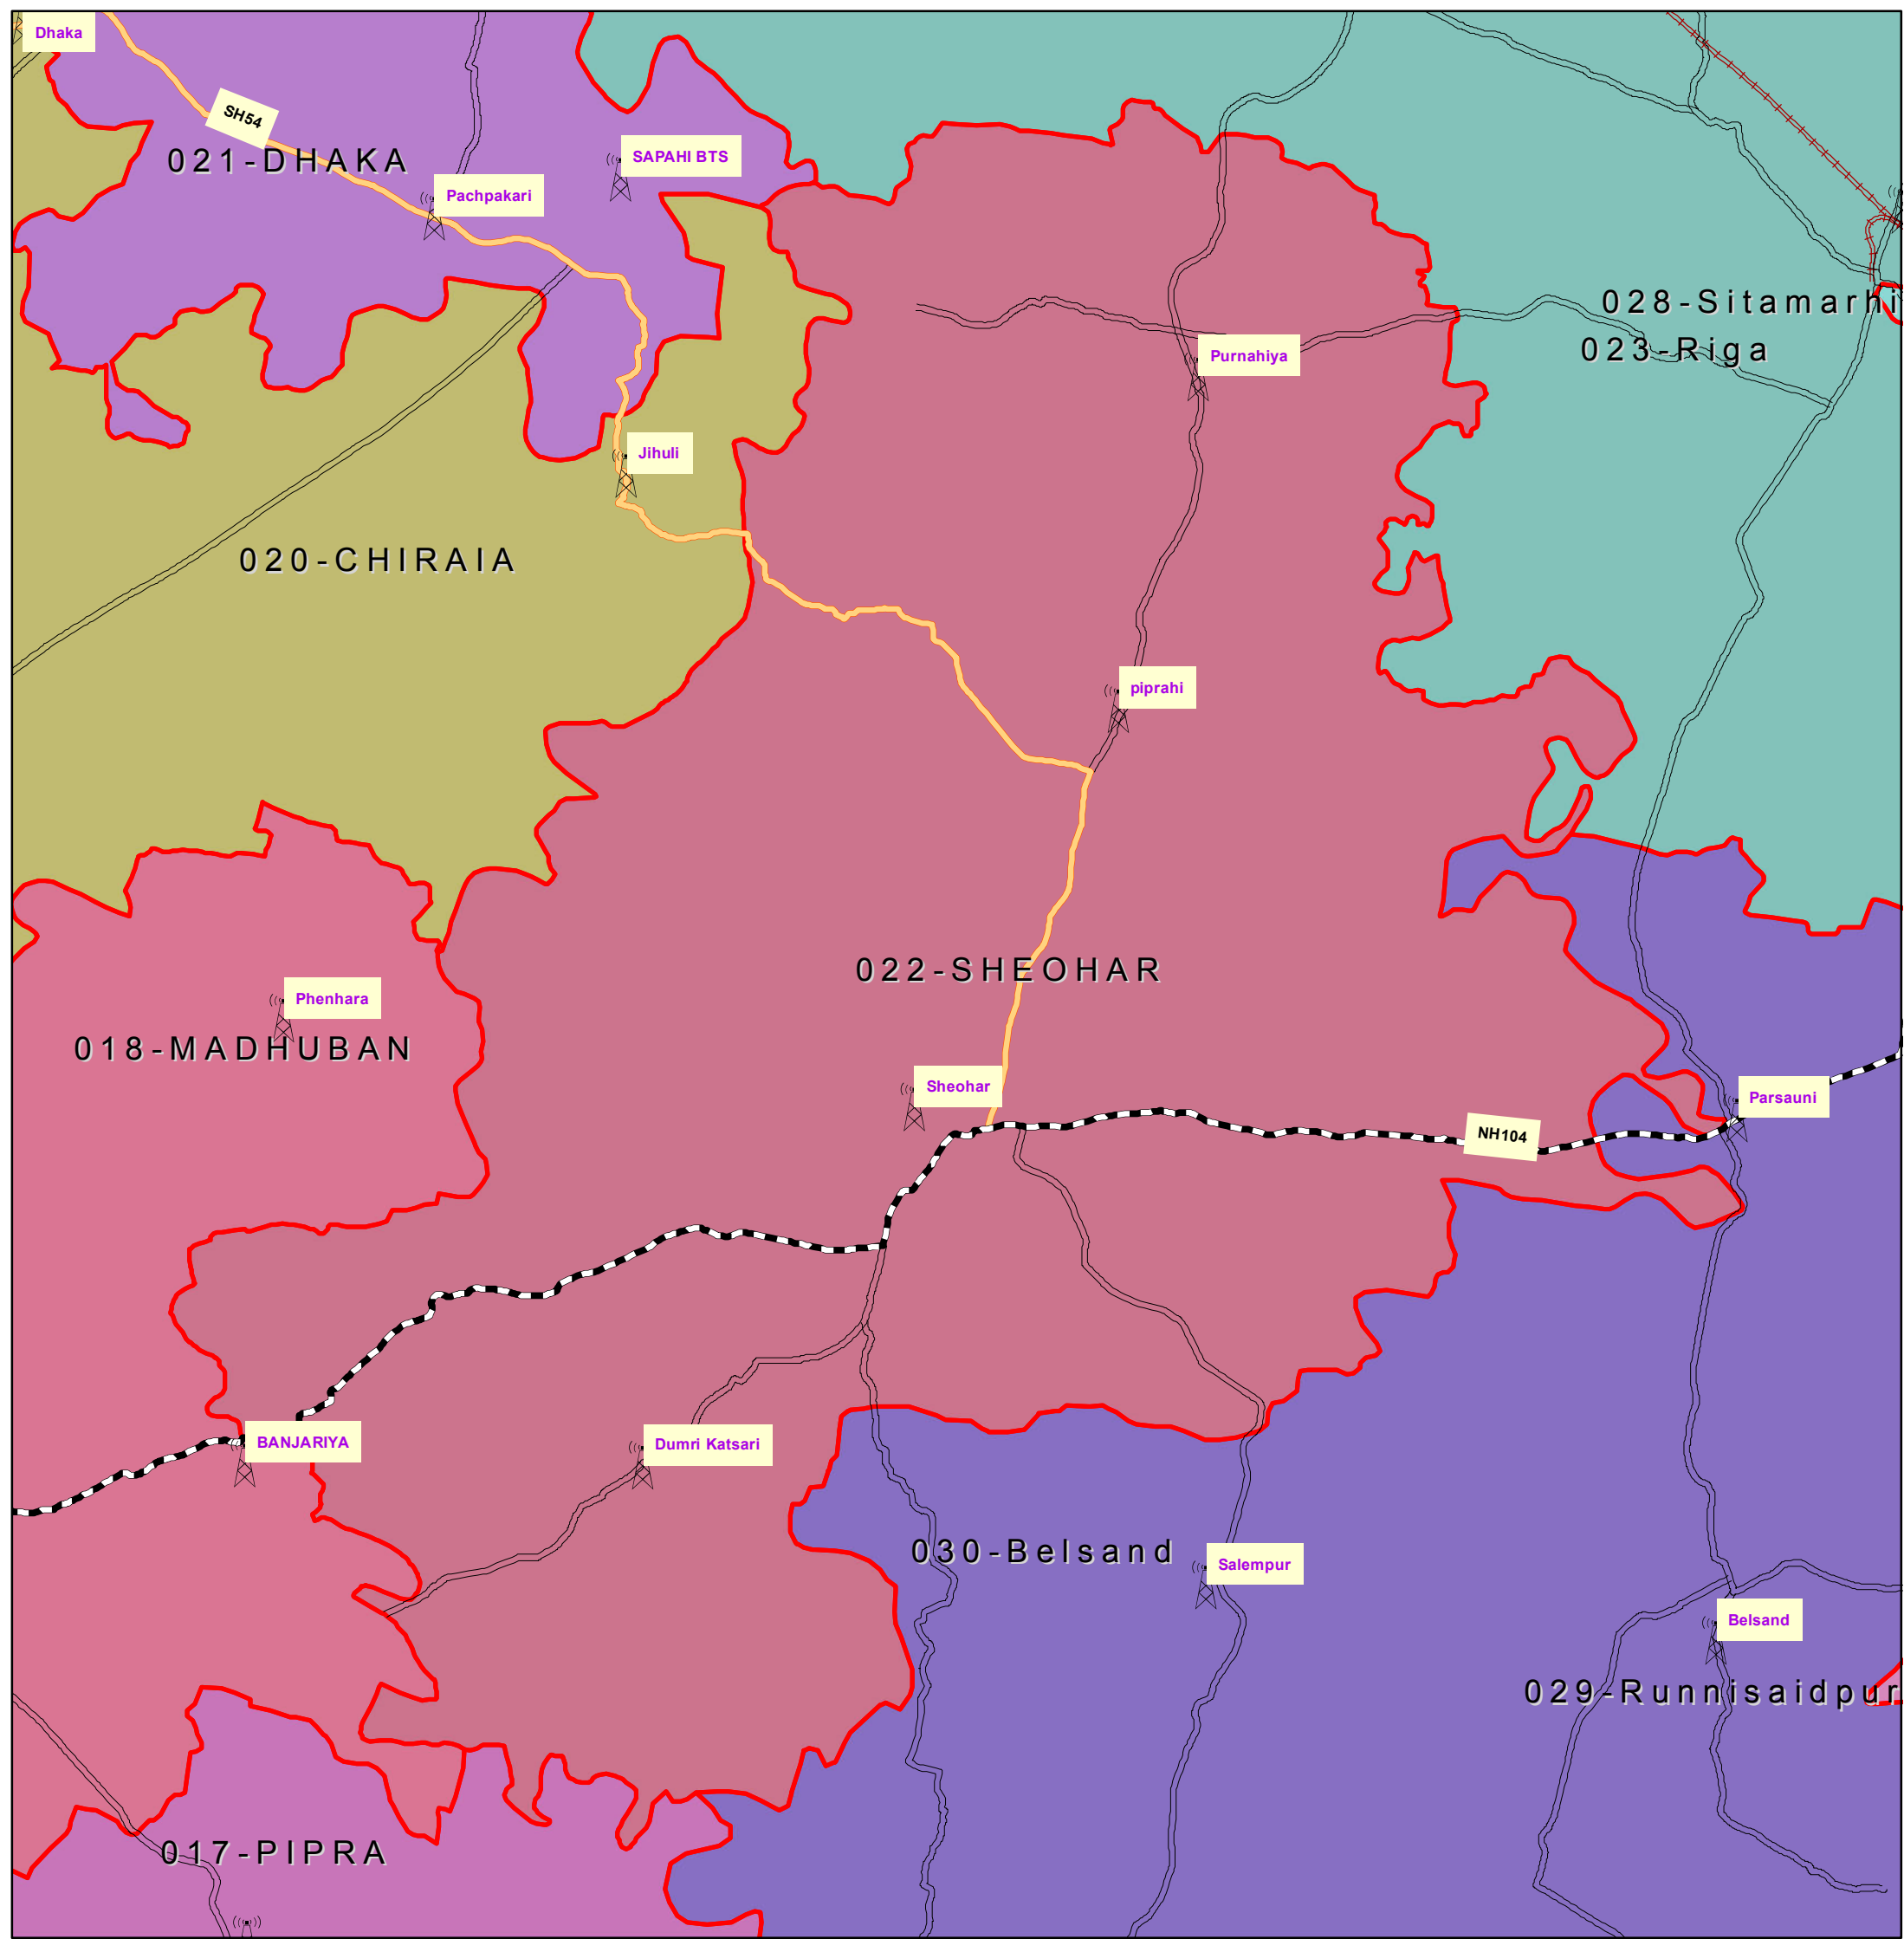 Dhaka
SH54
021-DHAKA
SAPAHI BTS
Pachpakari
028-Sitamarhi
023-Riga
Purnahiya
Jihuli
020-CHIRAIA
piprahi
022-SHEOHAR
Phenhara
018-MADHUBAN
Sheohar
Parsauni
NH104
BANJARIYA
Dumri Katsari
030-Belsand
Salempur
Belsand
029-Runnisaidpur
017-PIPRA